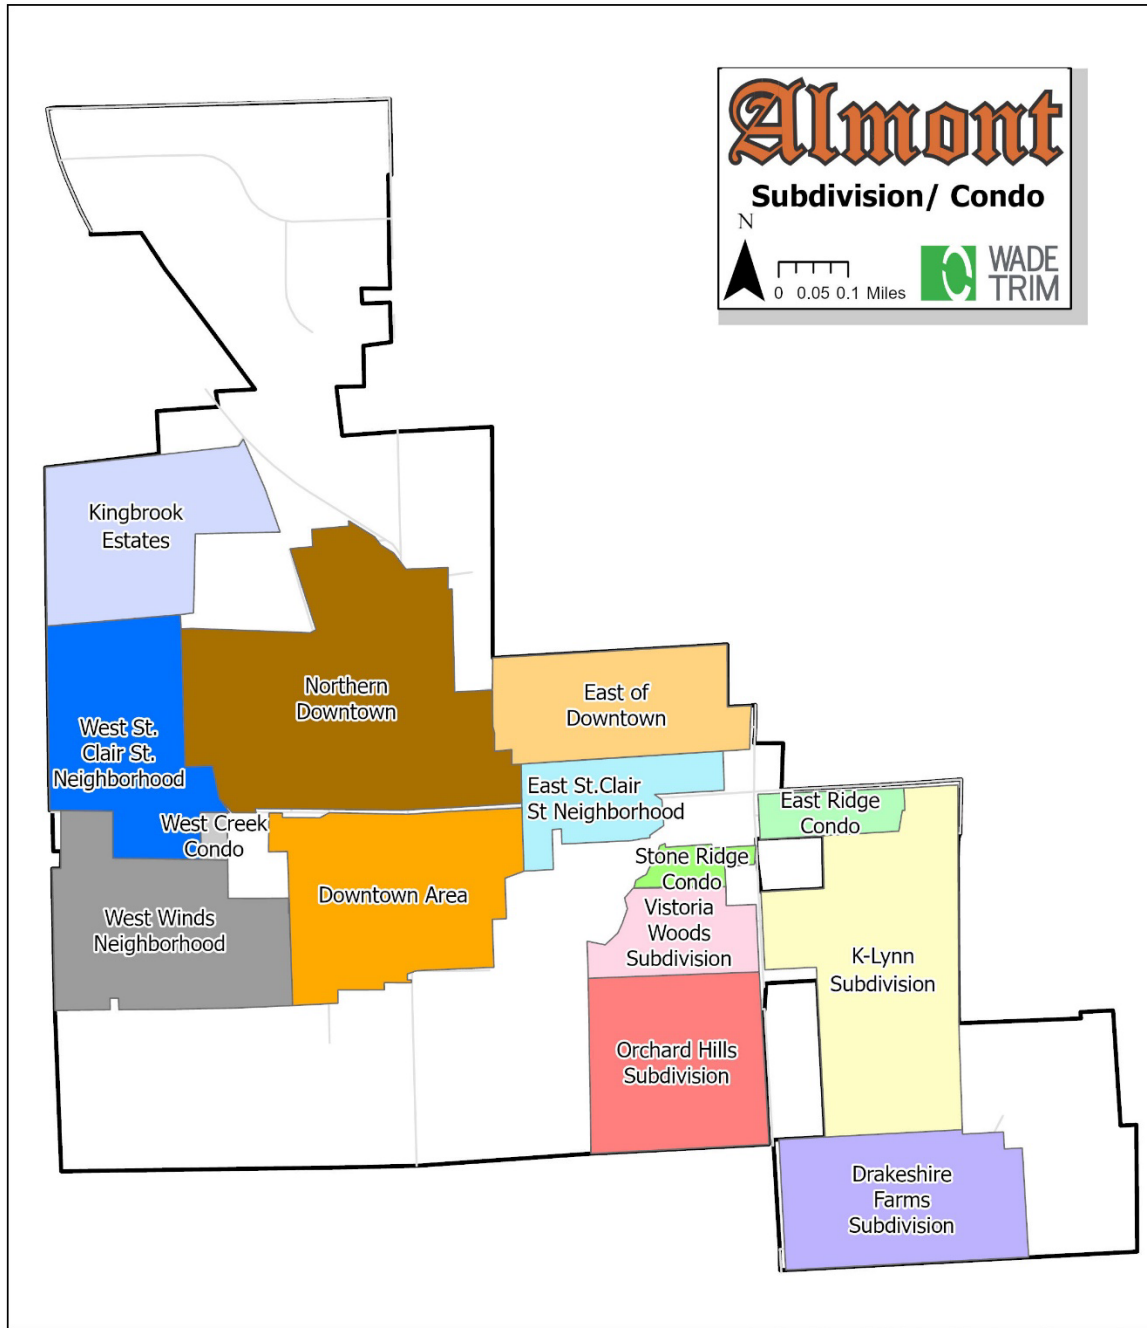 Almont
Subdivision/ Condo
N
0 0.05 0.1 Miles
WADE
TRIM
Kingbrook
Estates
Northern
Downtown
East of
Downtown
West St.
Clair St.
Neighborhood
East St.Clair
St Neighborhood
East Ridge
Condo
West Creek
Condo
Stone Ridge
Condo
Downtown Area
Vistoria
Woods
Subdivision
West Winds
Neighborhood
K-Lynn
Subdivision
Orchard Hills
Subdivision
Drakeshire
Farms
Subdivision